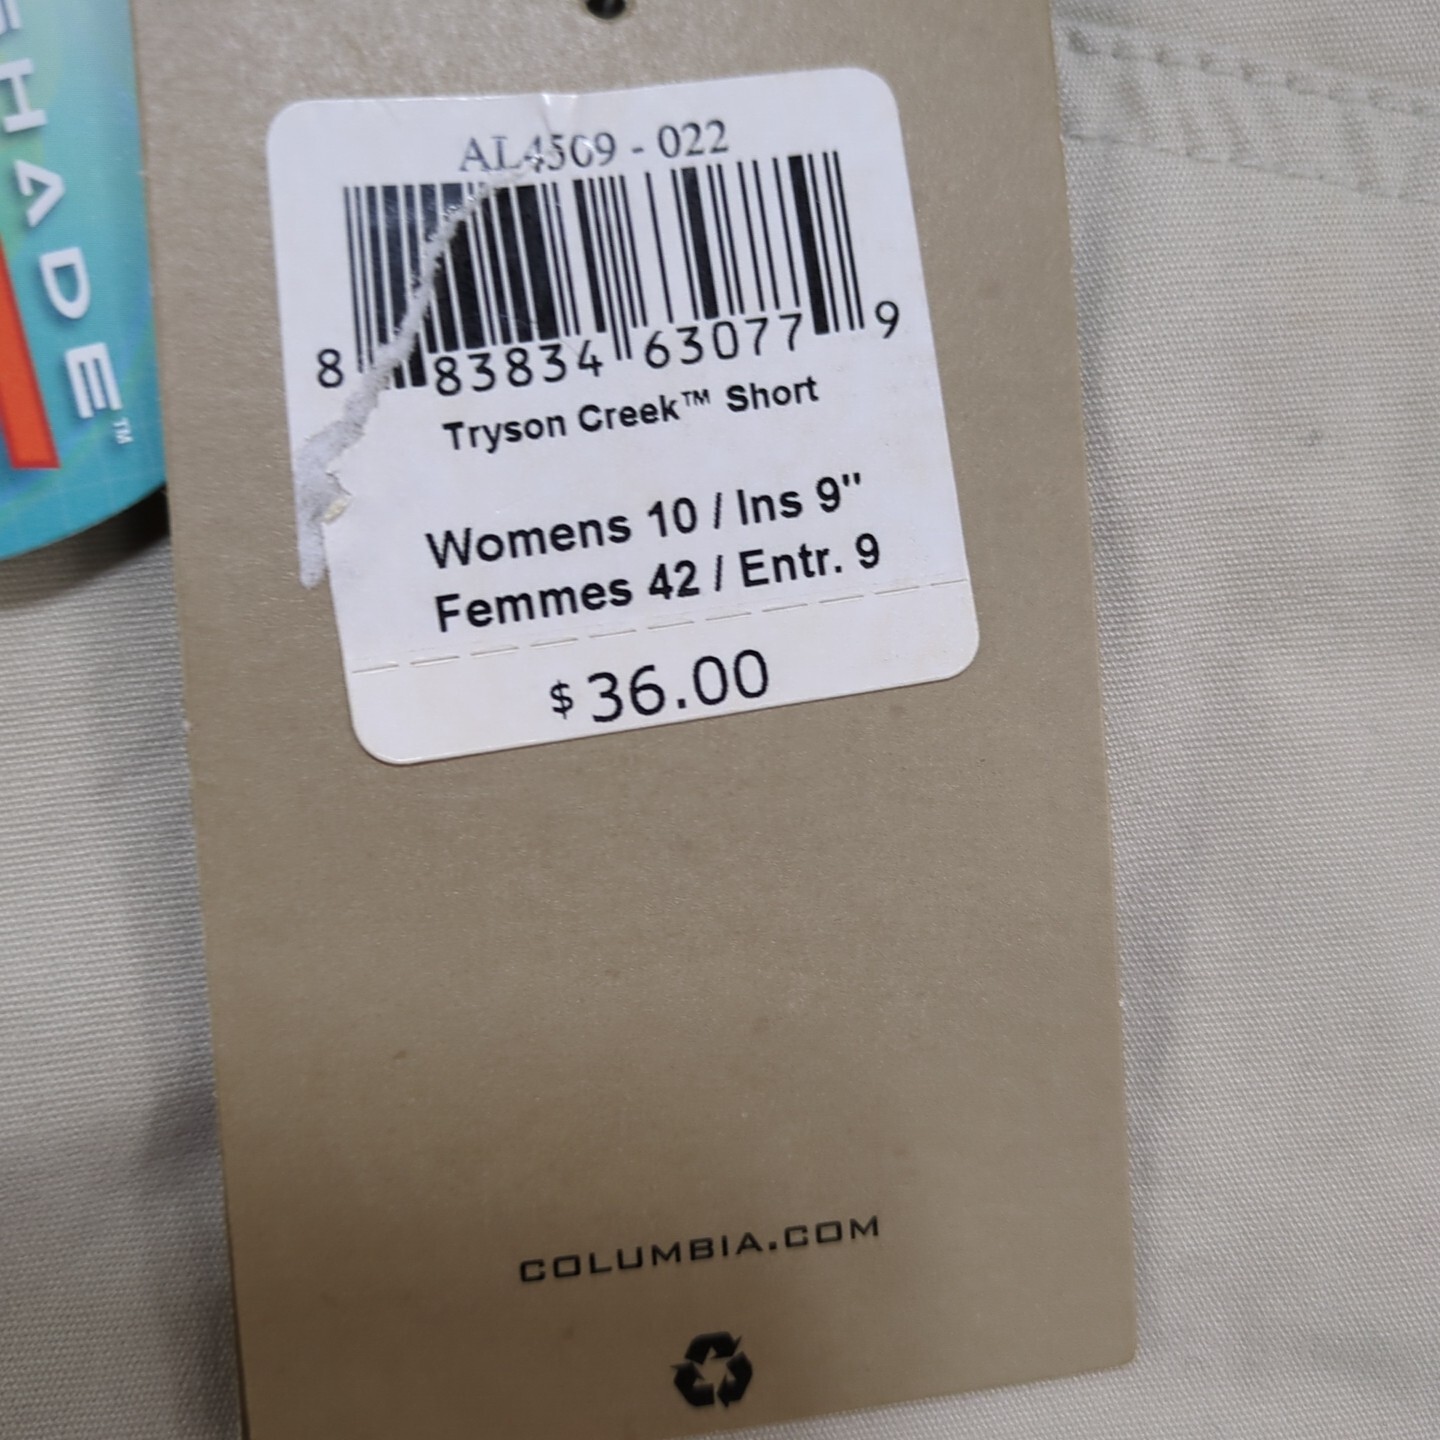 SHADE™
AL4509 - 022
8 83834 63077 9
Tryson Creek™ Short
Womens 10 / Ins 9"
Femmes 42 / Entr. 9
$36.00
COLUMBIA.COM